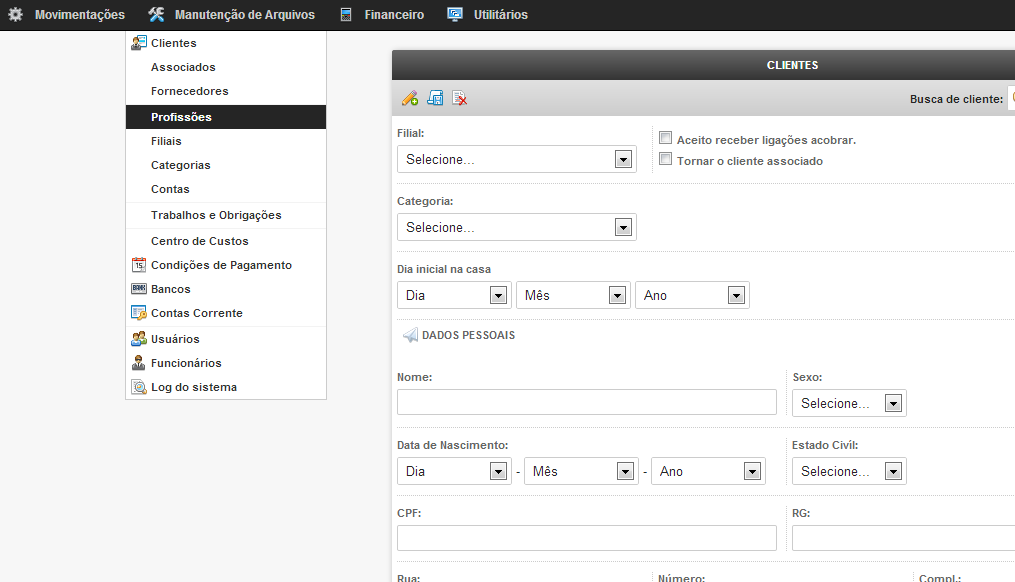 Movimentações Manutenção de Arquivos Financeiro Utilitários
Clientes
Associados
Fornecedores
Profissões
Filiais
Categorias
Contas
Trabalhos e Obrigações
Centro de Custos
15 Condições de Pagamento
BANK Bancos
Contas Corrente
Usuários
Funcionários
Log do sistema
CLIENTES
Busca de cliente:
Filial:
Selecione...
Aceito receber ligações acobrar.
Tornar o cliente associado
Categoria:
Selecione...
Dia inicial na casa
Dia Mês Ano
DADOS PESSOAIS
Nome: Sexo:
Selecione...
Data de Nascimento: Estado Civíl:
Dia - Mês - Ano Selecione...
CPF: RG:
Rua: Número: Compl.: